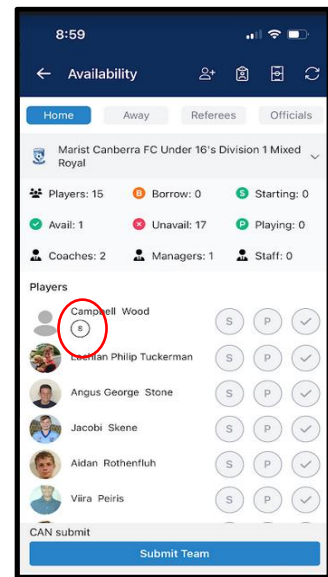 8:59
Availability
Home Away Referees Officials
Marist Canberra FC Under 16's Division 1 Mixed
Royal
Players: 15 B Borrow: 0 S Starting: 0
Avail: 1 Unavail: 17 P Playing: 0
Coaches: 2 Managers: 1 Staff: 0
Players
Campbell Wood S P
8
Lachlan Philip Tuckerman S P
Angus George Stone S P
Jacobi Skene S P
Aidan Rothenfluh S P
Viira Peiris S P
CAN submit
Submit Team